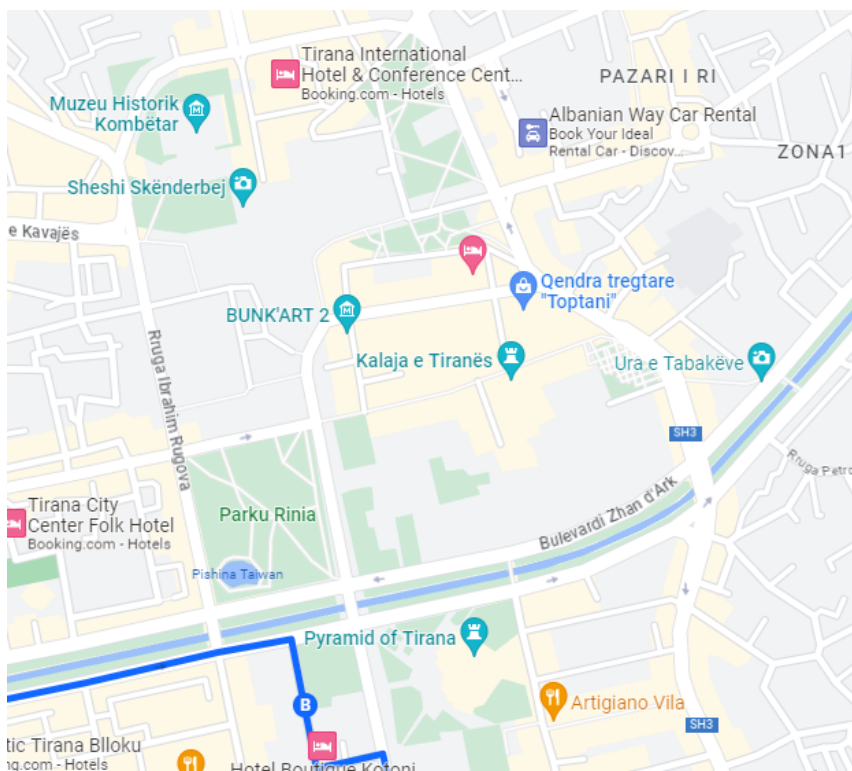 Tirana International
Hotel & Conference Cent...
Booking.com - Hotels
PAZARI I RI
Muzeu Historik
Kombëtar
Albanian Way Car Rental
Book Your Ideal
Rental Car - Discov...
ZONA1
Sheshi Skënderbej
e Kavajës
Qendra tregtare
"Toptani"
BUNK'ART 2
Rruga Ibrahim Rugova
Kalaja e Tiranës
Ura e Tabakëve
SH3
Rruga Petro
Tirana City
Center Folk Hotel
Booking.com - Hotels
Parku Rinia
Bulevardi Zhan d'Ark
Pishina Taiwan
Pyramid of Tirana
B
Artigiano Vila
SH3
tic Tirana Blloku
ng.com - Hotels
Hotel Boutique Kotoni